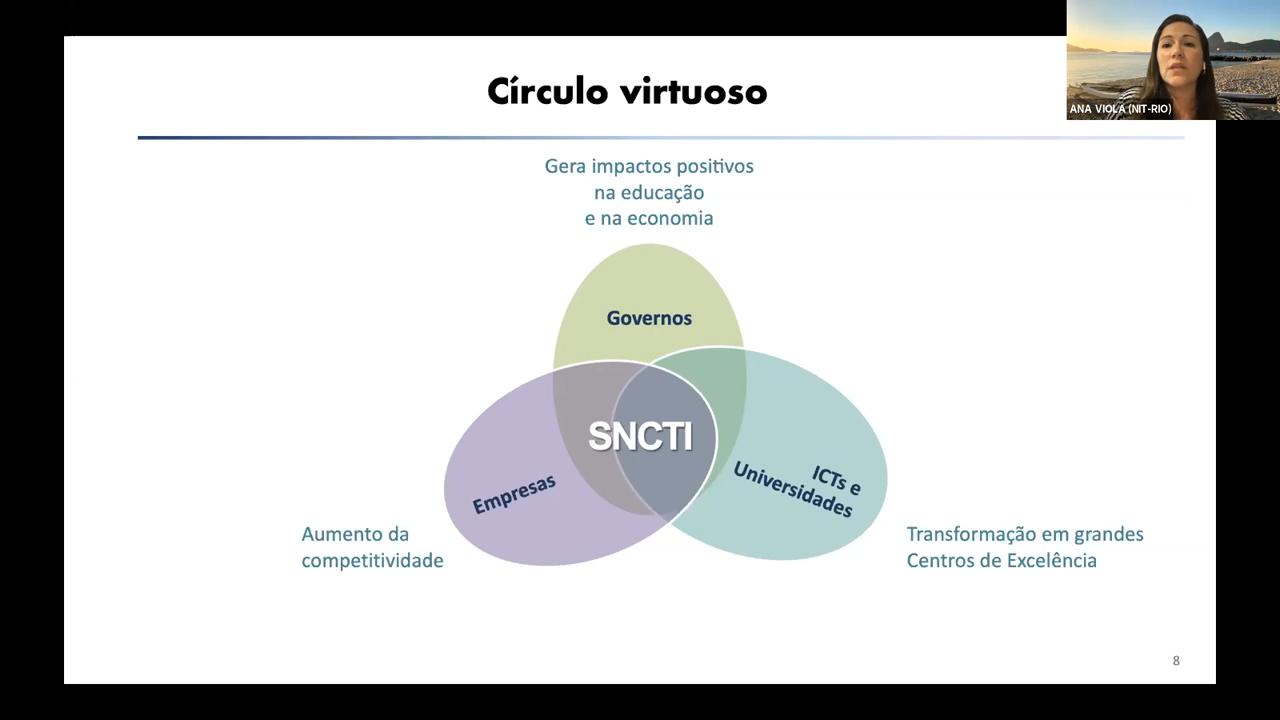 Círculo virtuoso
ANA VIOLA (NIT-RIO)
Gera impactos positivos
na educação
e na economia
Governos
SNCTI
Empresas
ICTs e
Universidades
Aumento da
competitividade
Transformação em grandes
Centros de Excelência
8